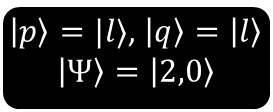 |p⟩ = |l⟩, |q⟩ = |l⟩
|Ψ⟩ = |2,0⟩